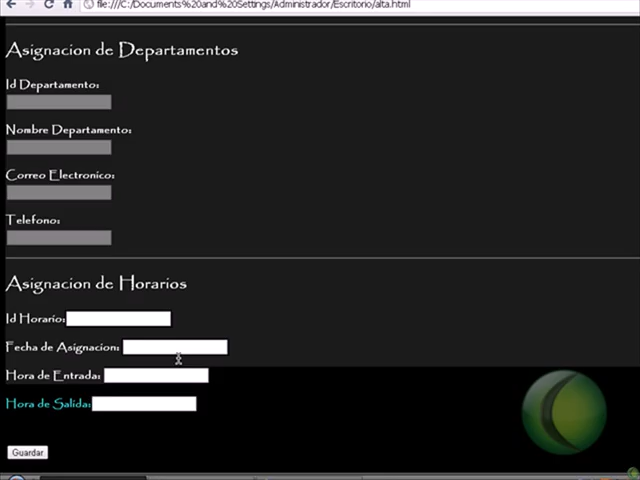 file:///C:/Documents%20and%20Settings/Administrador/Escritorio/alta.html
Asignacion de Departamentos
Id Departamento:
Nombre Departamento:
Correo Electronico:
Telefono:
Asignacion de Horarios
Id Horario:
Fecha de Asignacion:
Hora de Entrada:
Hora de Salida:
Guardar